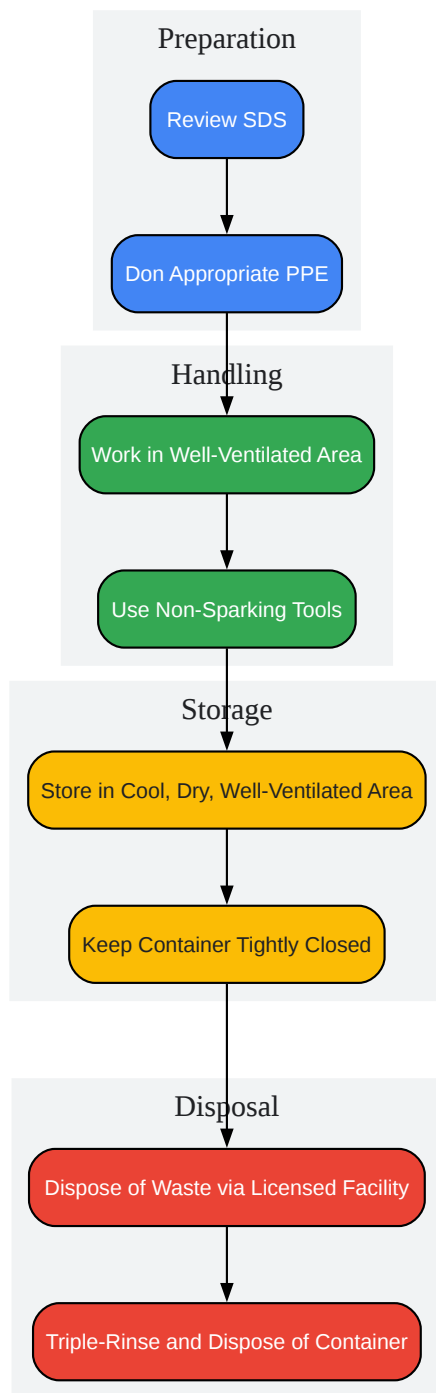 Preparation
Review SDS
Don Appropriate PPE
Handling
Work in Well-Ventilated Area
Use Non-Sparking Tools
Storage
Store in Cool, Dry, Well-Ventilated Area
Keep Container Tightly Closed
Disposal
Dispose of Waste via Licensed Facility
Triple-Rinse and Dispose of Container